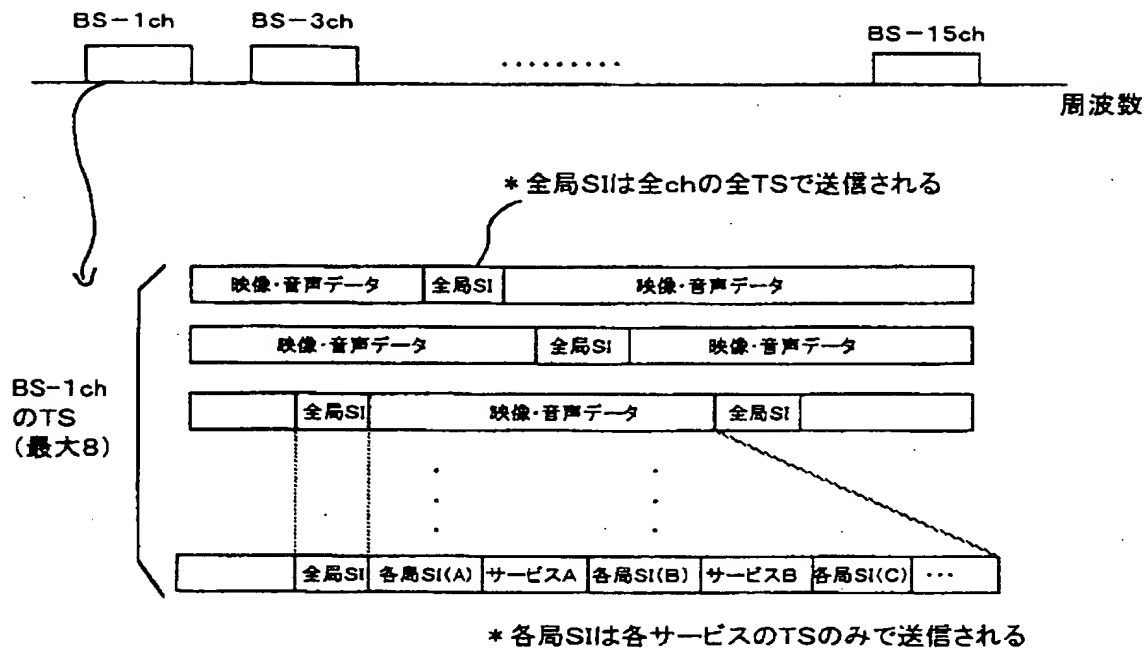 BS-1ch
BS-3ch
.........
BS-15ch
周波数
*全局SIは全chの全TSで送信される
映像・音声データ 全局SI 映像・音声データ
映像・音声データ 全局SI 映像・音声データ
BS-1ch
のTS
(最大8)
全局SI 映像・音声データ 全局SI
全局SI 各局SI(A) サービスA 各局SI(B) サービスB 各局SI(C) ...
*各局SIは各サービスのTSのみで送信される